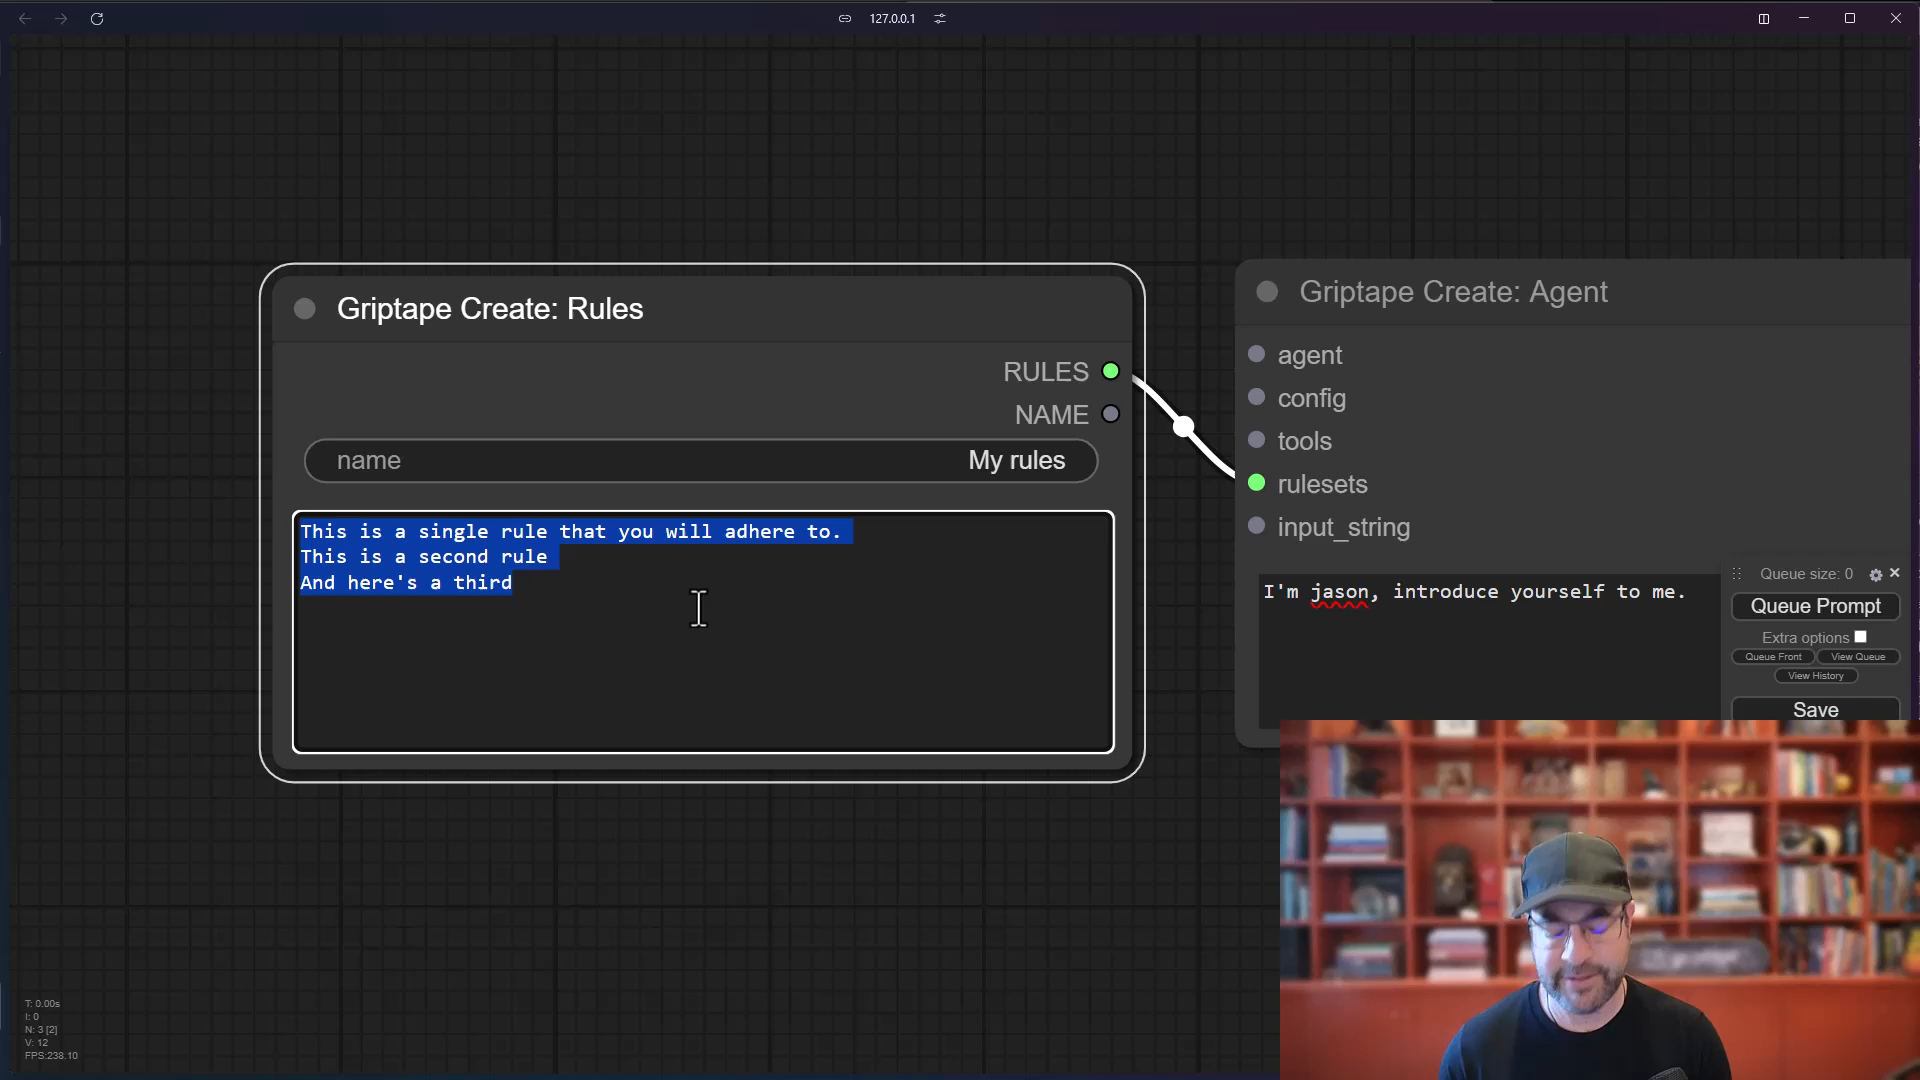 127.0.0.1
Griptape Create: Rules
RULES
NAME
name My rules
This is a single rule that you will adhere to.
This is a second rule
And here's a third
Griptape Create: Agent
agent
config
tools
rulesets
input_string
I'm jason, introduce yourself to me.
Queue size: 0
Queue Prompt
Extra options
Queue Front View Queue
View History
Save
T: 0.00s
I: 0
N: 3 [2]
V: 12
FPS:238.10